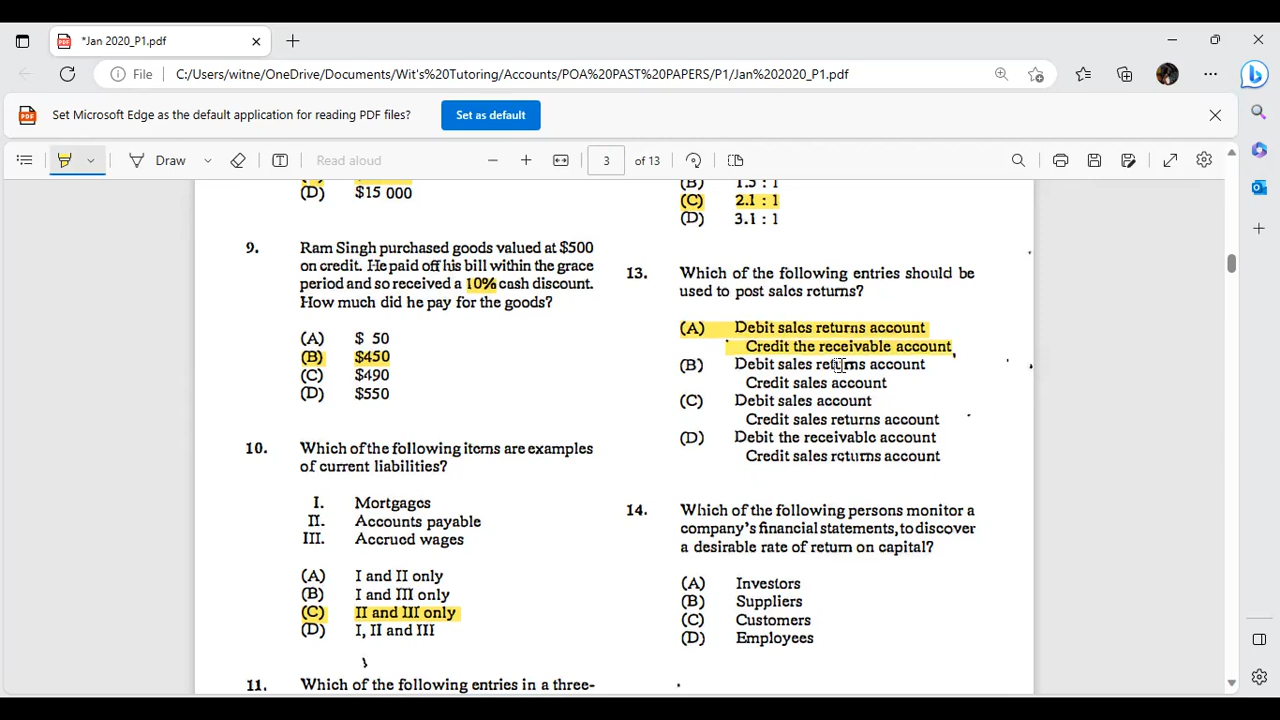 *Jan 2020_P1.pdf
File
C:/Users/witne/OneDrive/Documents/Wit's%20Tutoring/Accounts/POA%20PAST%20PAPERS/P1/Jan%202020_P1.pdf
Set Microsoft Edge as the default application for reading PDF files?
Set as default
Draw
Read aloud
3
of 13
(D) $15 000
9. Ram Singh purchased goods valued at $500
on credit. He paid off his bill within the grace
period and so received a 10% cash discount.
How much did he pay for the goods?
(A) $ 50
(B) $450
(C) $490
(D) $550
10. Which of the following items are examples
of current liabilities?
I. Mortgages
II. Accounts payable
III. Accrued wages
(A) I and II only
(B) I and III only
(C) II and III only
(D) I, II and III
11. Which of the following entries in a three-
(B) 1.5 : 1
(C) 2.1 : 1
(D) 3.1 : 1
13. Which of the following entries should be
used to post sales returns?
(A) Debit sales returns account
Credit the receivable account
(B) Debit sales returns account
Credit sales account
(C) Debit sales account
Credit sales returns account
(D) Debit the receivable account
Credit sales returns account
14. Which of the following persons monitor a
company's financial statements, to discover
a desirable rate of return on capital?
(A) Investors
(B) Suppliers
(C) Customers
(D) Employees